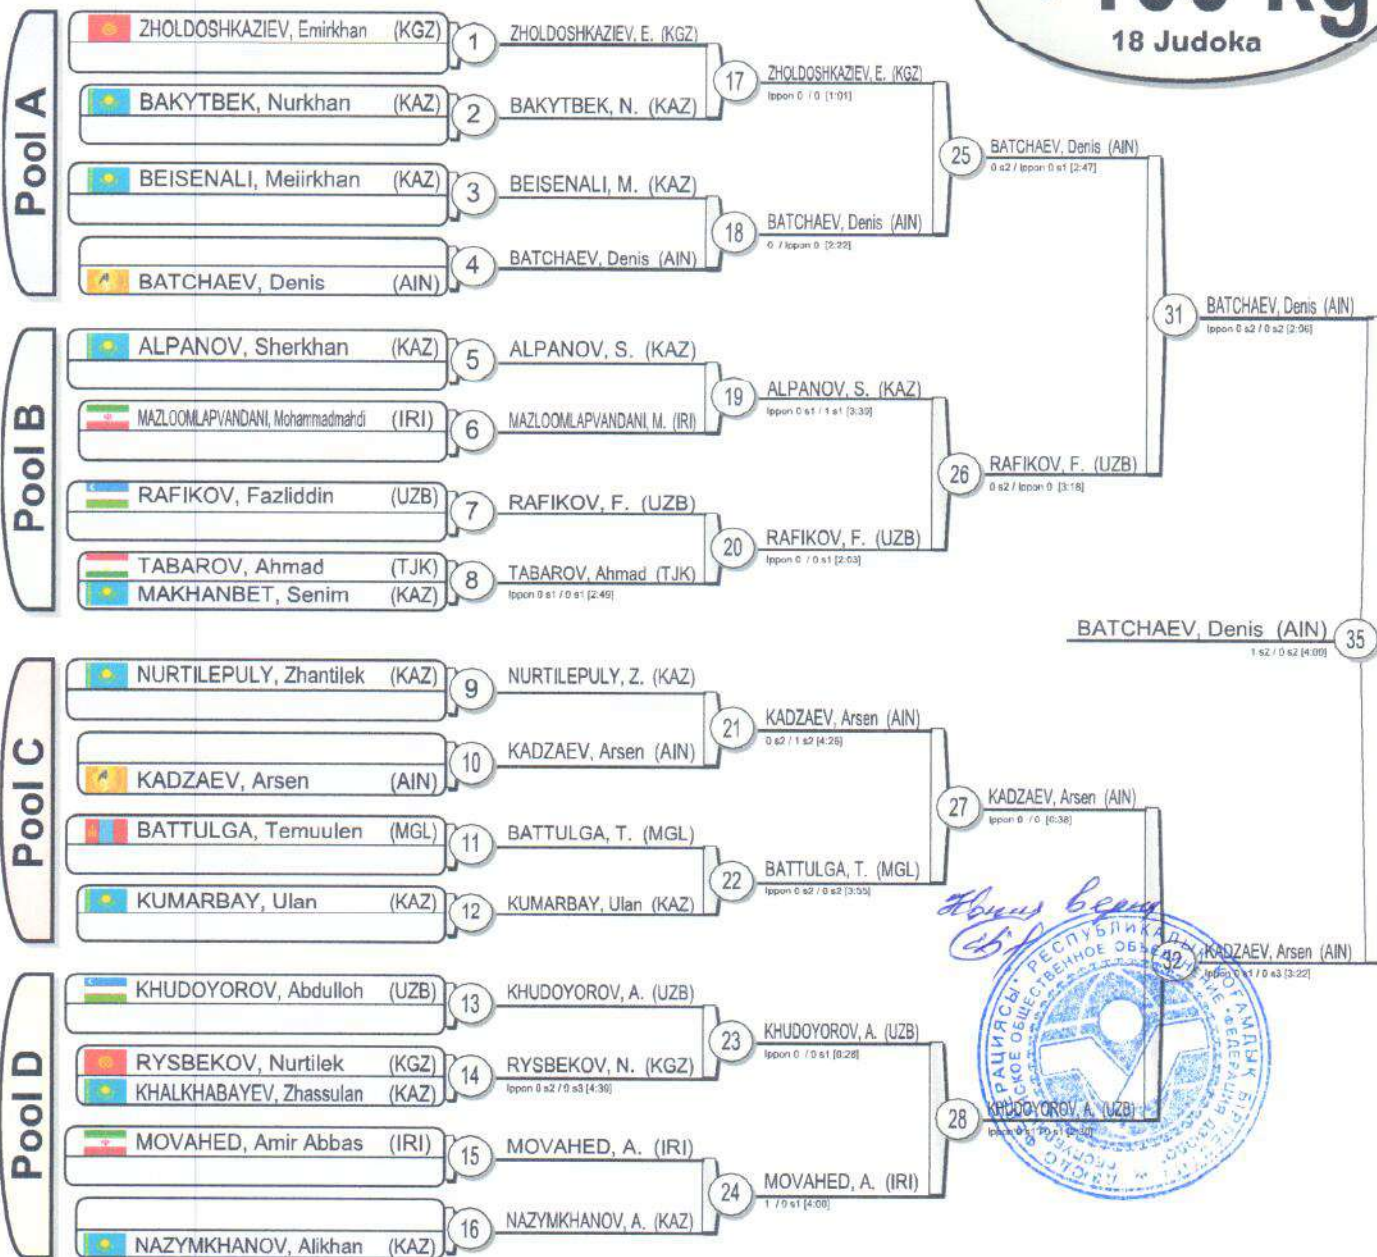 100 kg
18 Judoka
Pool A
ZHOLDOSHKAZIEV, Emirkhan (KGZ)
1
BAKYTBEK, Nurkhan (KAZ)
2
BEISENALI, Meiirkhan (KAZ)
3
BATCHAEV, Denis (AIN)
4
ZHOLDOSHKAZIEV, E. (KGZ)
BAKYTBEK, N. (KAZ)
17
BEISENALI, M. (KAZ)
BATCHAEV, Denis (AIN)
18
ZHOLDOSHKAZIEV, E. (KGZ)
Ippon 0 / 0 [1:01]
BATCHAEV, Denis (AIN)
0 / Ippon 0 [2:22]
25
BATCHAEV, Denis (AIN)
0 s2 / Ippon 0 s1 [2:47]
Pool B
ALPANOV, Sherkhan (KAZ)
5
MAZLOOMLAPVANDANI, Mohammadmahdi (IRI)
6
RAFIKOV, Fazliddin (UZB)
7
TABAROV, Ahmad (TJK)
MAKHANBET, Senim (KAZ)
8
ALPANOV, S. (KAZ)
MAZLOOMLAPVANDANI, M. (IRI)
19
RAFIKOV, F. (UZB)
TABAROV, Ahmad (TJK)
Ippon 0 s1 / 0 s1 [2:49]
20
ALPANOV, S. (KAZ)
Ippon 0 s1 / 1 s1 [3:39]
RAFIKOV, F. (UZB)
Ippon 0 / 0 s1 [2:03]
26
RAFIKOV, F. (UZB)
0 s2 / Ippon 0 [3:18]
31
BATCHAEV, Denis (AIN)
Ippon 0 s2 / 0 s2 [2:06]
BATCHAEV, Denis (AIN)
1 s2 / 0 s2 [4:00]
35
Pool C
NURTILEPULY, Zhantilek (KAZ)
9
KADZAEV, Arsen (AIN)
10
BATTULGA, Temuulen (MGL)
11
KUMARBAY, Ulan (KAZ)
12
NURTILEPULY, Z. (KAZ)
KADZAEV, Arsen (AIN)
21
BATTULGA, T. (MGL)
KUMARBAY, Ulan (KAZ)
22
KADZAEV, Arsen (AIN)
0 s2 / 1 s2 [4:26]
BATTULGA, T. (MGL)
Ippon 0 s2 / 0 s2 [3:55]
27
KADZAEV, Arsen (AIN)
Ippon 0 / 0 [0:38]
Pool D
KHUDOYOROV, Abdulloh (UZB)
13
RYSBEKOV, Nurtilek (KGZ)
KHALKHABAYEV, Zhassulan (KAZ)
14
MOVAHED, Amir Abbas (IRI)
15
NAZYMKHANOV, Alikhan (KAZ)
16
KHUDOYOROV, A. (UZB)
RYSBEKOV, N. (KGZ)
Ippon 0 s2 / 0 s3 [4:39]
23
MOVAHED, A. (IRI)
NAZYMKHANOV, A. (KAZ)
24
KHUDOYOROV, A. (UZB)
Ippon 0 / 0 s1 [0:28]
MOVAHED, A. (IRI)
1 / 0 s1 [4:00]
28
KHUDOYOROV, A. (UZB)
32
KADZAEV, Arsen (AIN)
Ippon 0 s1 / 0 s3 [3:22]